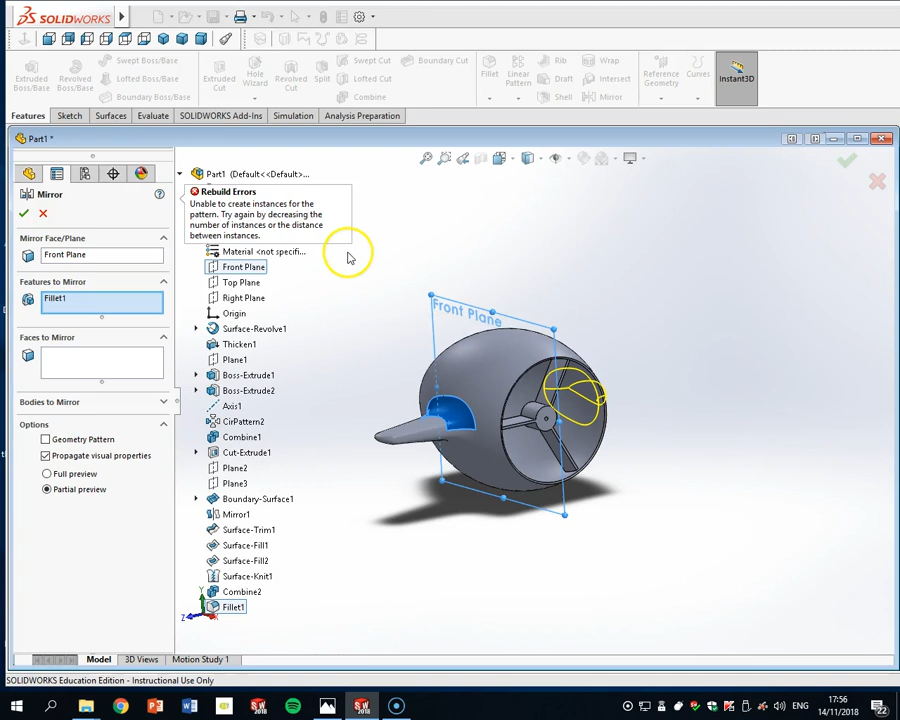 SOLIDWORKS
Extruded Boss/Base
Revolved Boss/Base
Swept Boss/Base
Lofted Boss/Base
Boundary Boss/Base
Extruded Cut
Hole Wizard
Revolved Cut
Split
Swept Cut
Lofted Cut
Combine
Boundary Cut
Fillet
Linear Pattern
Rib
Draft
Shell
Wrap
Intersect
Mirror
Reference Geometry
Curves
Instant3D
Features
Sketch
Surfaces
Evaluate
SOLIDWORKS Add-Ins
Simulation
Analysis Preparation
Part1 *
Mirror
Mirror Face/Plane
Front Plane
Features to Mirror
Fillet1
Faces to Mirror
Bodies to Mirror
Options
Geometry Pattern
Propagate visual properties
Full preview
Partial preview
Part1 (Default<<Default>...
Rebuild Errors
Unable to create instances for the
pattern. Try again by decreasing the
number of instances or the distance
between instances.
Material <not specifi...
Front Plane
Top Plane
Right Plane
Origin
Surface-Revolve1
Thicken1
Plane1
Boss-Extrude1
Boss-Extrude2
Axis1
CirPattern2
Combine1
Cut-Extrude1
Plane2
Plane3
Boundary-Surface1
Mirror1
Surface-Trim1
Surface-Fill1
Surface-Fill2
Surface-Knit1
Combine2
Fillet1
Front Plane
Y
Z
X
Model
3D Views
Motion Study 1
SOLIDWORKS Education Edition - Instructional Use Only
ENG
17:56
14/11/2018
22